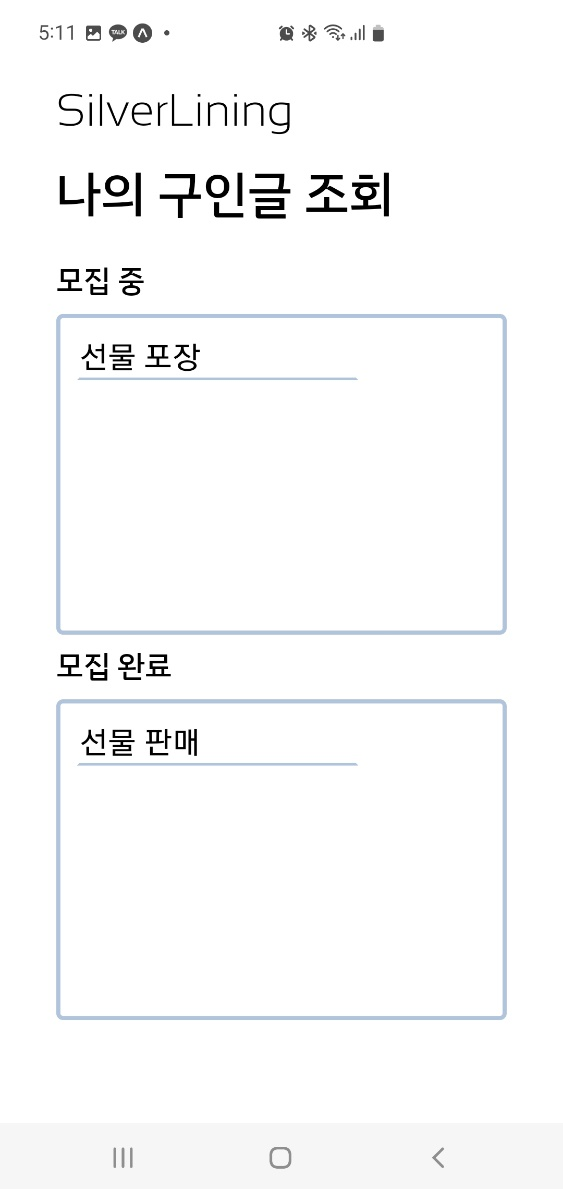 5:11 TALK
SilverLining
나의 구인글 조회
모집 중
선물 포장
모집 완료
선물 판매